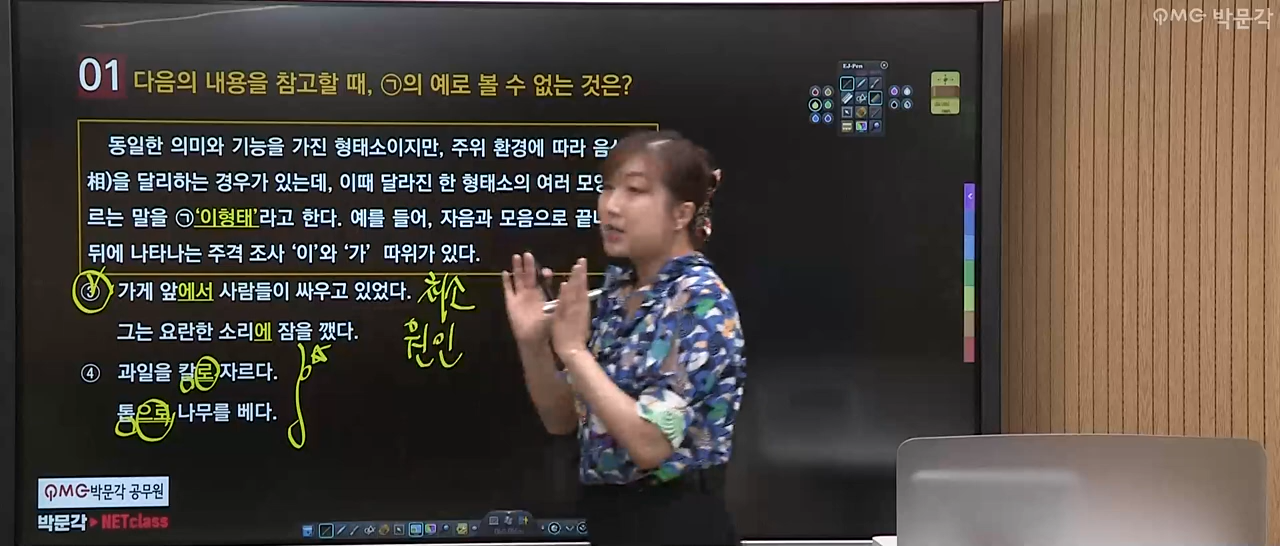 QMG 박문각
01 다음의 내용을 참고할 때, ㉠의 예로 볼 수 없는 것은?
EJ-Pen
동일한 의미와 기능을 가진 형태소이지만, 주위 환경에 따라
相)을 달리하는 경우가 있는데, 이때 달라진 한 형태소의 여러
르는 말을 ㉠'이형태'라고 한다. 예를 들어, 자음과 모음으로
뒤에 나타나는 주격 조사 '이'와 '가' 따위가 있다.
③ 가게 앞에서 사람들이 싸우고 있었다. 처소
그는 요란한 소리에 잠을 깼다. 원인
④ 과일을 칼로 자르다.
톱으로 나무를 베다.
QMG 박문각 공무원
박문각 NETclass